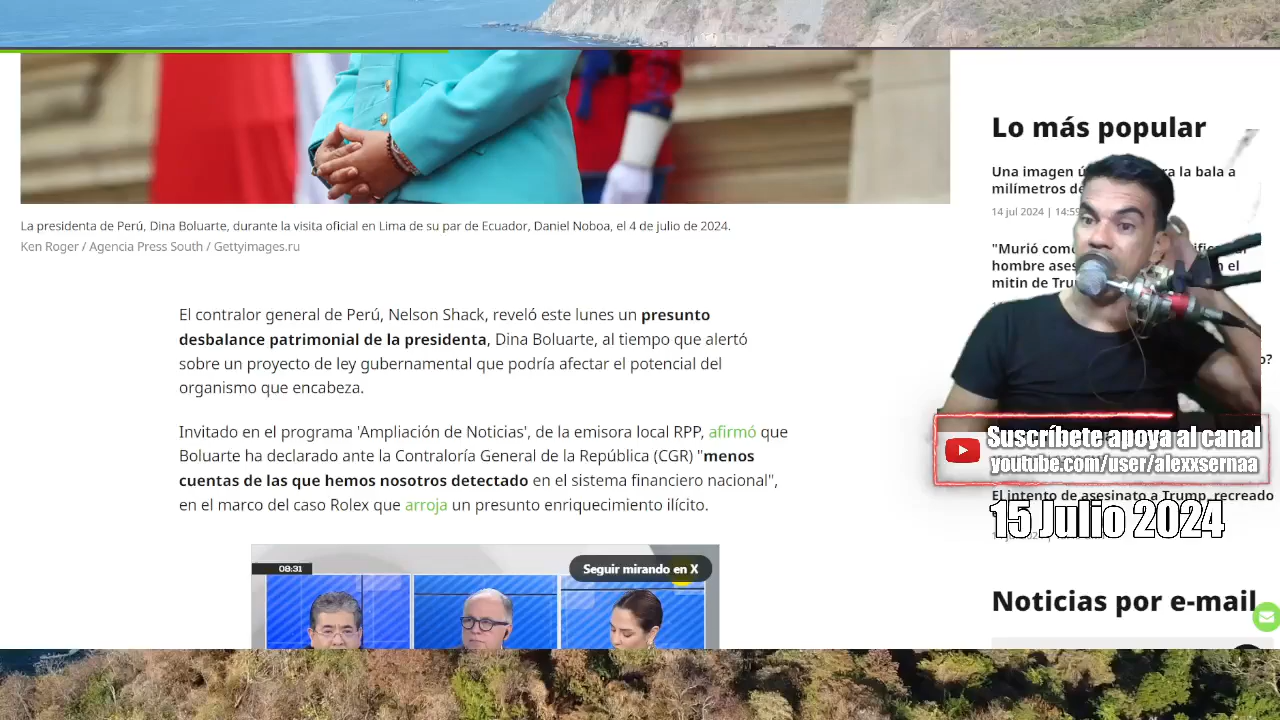 La presidenta de Perú, Dina Boluarte, durante la visita oficial en Lima de su par de Ecuador, Daniel Noboa, el 4 de julio de 2024.
Ken Roger / Agencia Press South / Gettyimages.ru
El contralor general de Perú, Nelson Shack, reveló este lunes un presunto
desbalance patrimonial de la presidenta, Dina Boluarte, al tiempo que alertó
sobre un proyecto de ley gubernamental que podría afectar el potencial del
organismo que encabeza.
Invitado en el programa 'Ampliación de Noticias', de la emisora local RPP, afirmó que
Boluarte ha declarado ante la Contraloría General de la República (CGR) "menos
cuentas de las que hemos nosotros detectado en el sistema financiero nacional",
en el marco del caso Rolex que arroja un presunto enriquecimiento ilícito.
08:31
Seguir mirando en X
Lo más popular
Una imagen la bala a
milímetros
14 jul 2024 | 14:59
"Murió
hombre en el
mitin de
Suscríbete apoya al canal
youtube.com/user/alexxsernaa
El intento de asesinato a Trump, recreado
15 Julio 2024
Noticias por e-mail